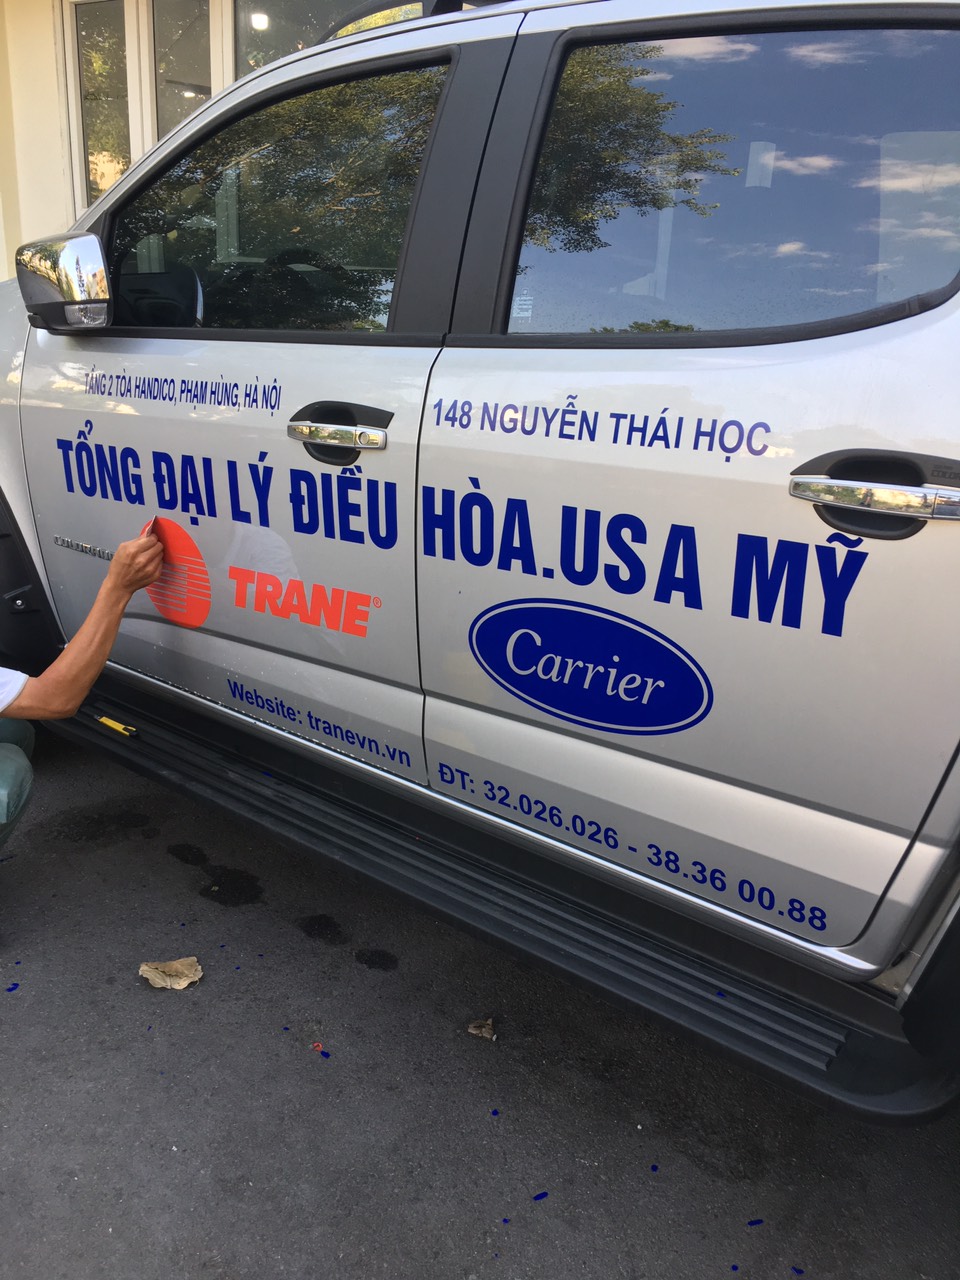 TẦNG 2 TÒA HANDICO, PHẠM HÙNG, HÀ NỘI
148 NGUYỄN THÁI HỌC
TỔNG ĐẠI LÝ ĐIỀU HÒA.USA MỸ
TRANE®
Carrier
Website: tranevn.vn
ĐT: 32.026.026 - 38.36 00.88